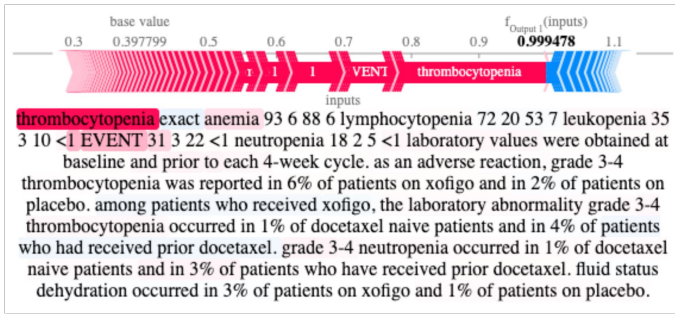 base value
f Output 1 (inputs)
0.3 0.397799 0.5 0.6 0.7 0.8 0.9 0.999478 1.1
1 1 VENT thrombocytopenia
inputs
thrombocytopenia exact anemia 93 6 88 6 lymphocytopenia 72 20 53 7 leukopenia 35
3 10 <1 EVENT 31 3 22 <1 neutropenia 18 2 5 <1 laboratory values were obtained at
baseline and prior to each 4-week cycle. as an adverse reaction, grade 3-4
thrombocytopenia was reported in 6% of patients on xofigo and in 2% of patients on
placebo. among patients who received xofigo, the laboratory abnormality grade 3-4
thrombocytopenia occurred in 1% of docetaxel naive patients and in 4% of patients
who had received prior docetaxel. grade 3-4 neutropenia occurred in 1% of docetaxel
naive patients and in 3% of patients who have received prior docetaxel. fluid status
dehydration occurred in 3% of patients on xofigo and 1% of patients on placebo.